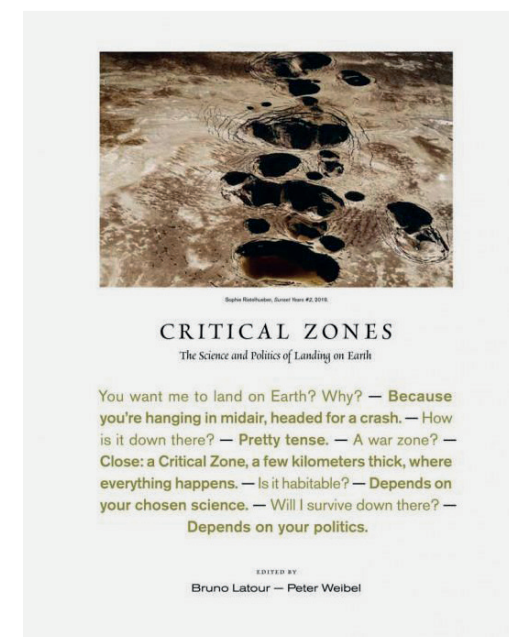 Sophie Ristelhueber, Sunset Years #2, 2019.
CRITICAL ZONES
The Science and Politics of Landing on Earth
You want me to land on Earth? Why? — Because
you're hanging in midair, headed for a crash. — How
is it down there? — Pretty tense. — A war zone? —
Close: a Critical Zone, a few kilometers thick, where
everything happens. — Is it habitable? — Depends on
your chosen science. — Will I survive down there? —
Depends on your politics.
EDITED BY
Bruno Latour — Peter Weibel